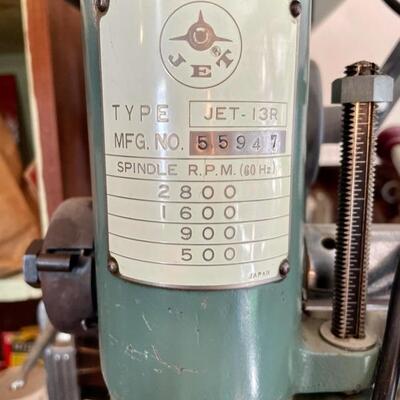 JET
TYPE JET-13R
MFG. NO. 55947
SPINDLE R.P.M. (60 Hz)
2800
1600
900
500
JAPAN